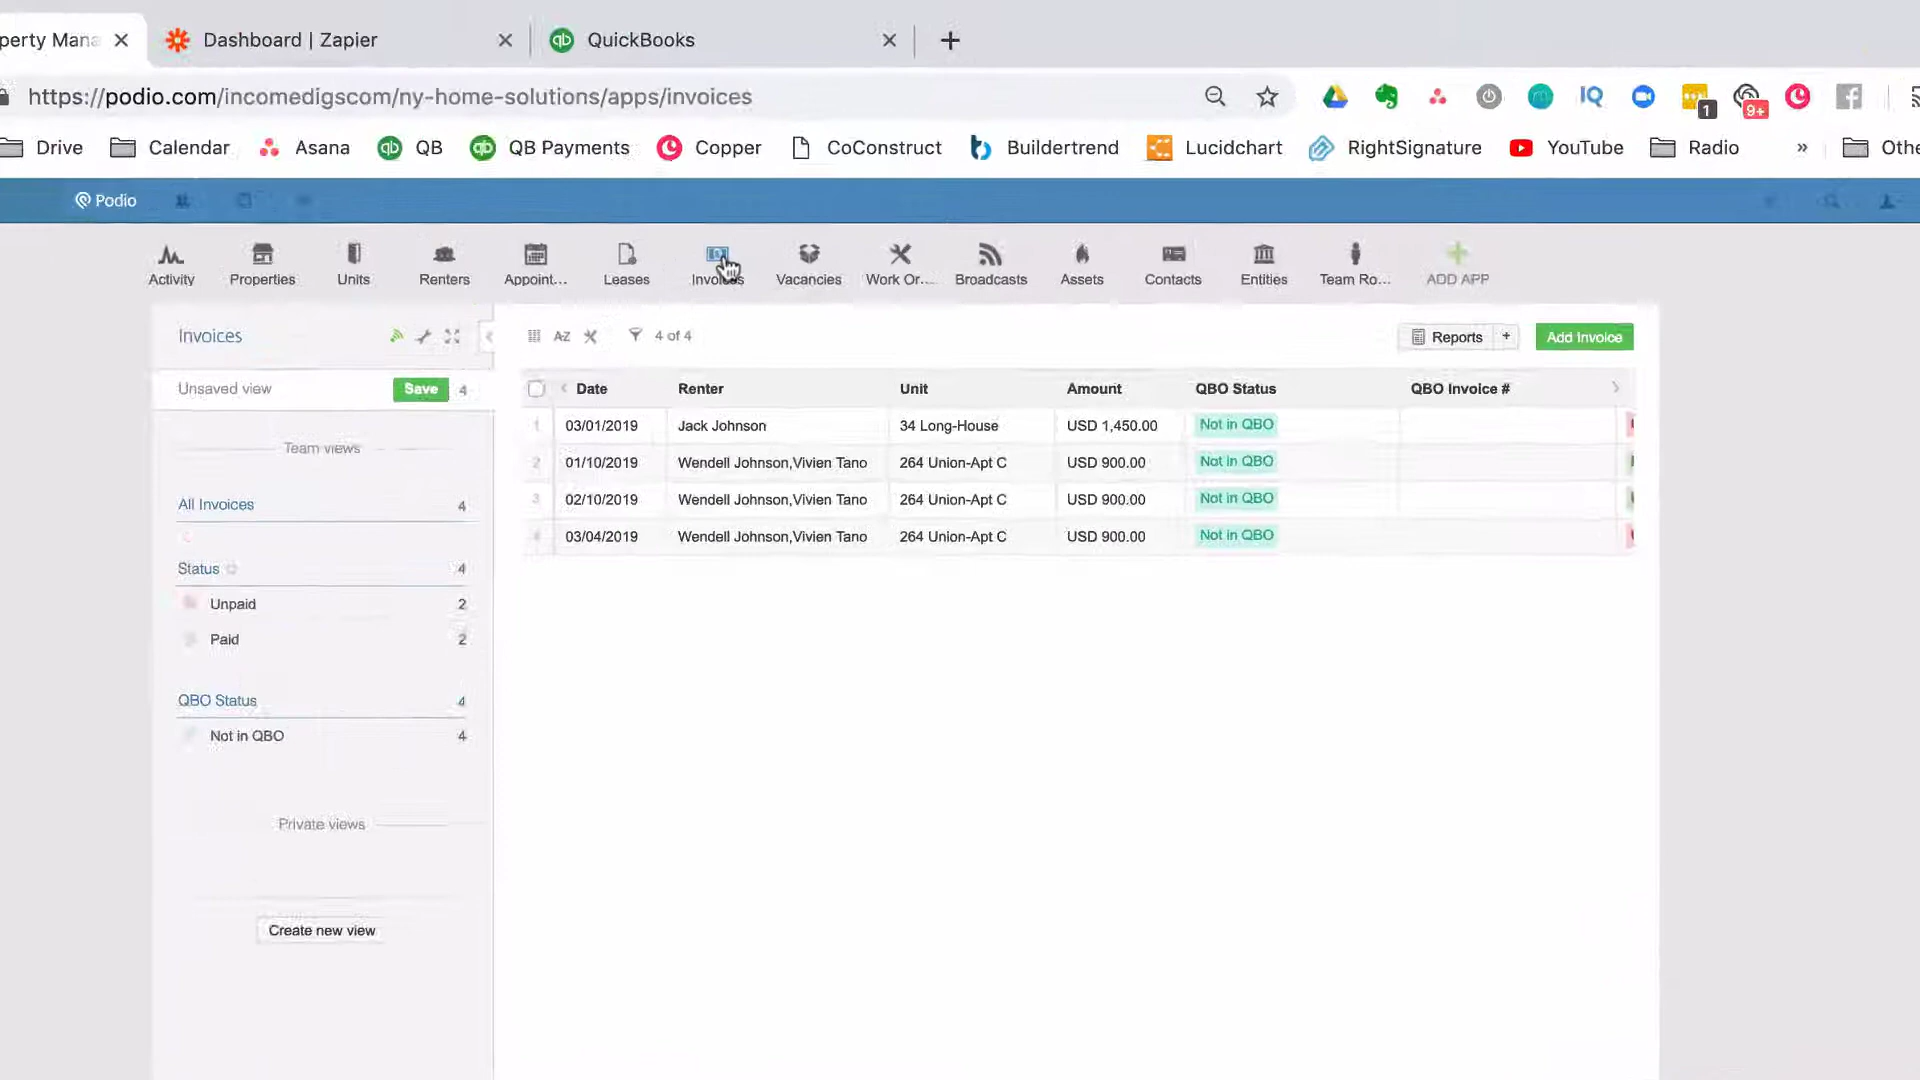 perty Mana
Dashboard | Zapier
QuickBooks
https://podio.com/incomedigscom/ny-home-solutions/apps/invoices
1
9+
Drive
Calendar
Asana
QB
QB Payments
Copper
CoConstruct
Buildertrend
Lucidchart
RightSignature
YouTube
Radio
»
Othe
Podio
Activity
Properties
Units
Renters
Appoint...
Leases
Invoices
Vacancies
Work Or...
Broadcasts
Assets
Contacts
Entities
Team Ro...
ADD APP
Invoices
A-Z
4 of 4
Reports
+
Add Invoice
Unsaved view
Save
4
Date
Renter
Unit
Amount
QBO Status
QBO Invoice #
1 03/01/2019 Jack Johnson 34 Long-House USD 1,450.00 Not in QBO
2 01/10/2019 Wendell Johnson,Vivien Tano 264 Union-Apt C USD 900.00 Not in QBO
3 02/10/2019 Wendell Johnson,Vivien Tano 264 Union-Apt C USD 900.00 Not in QBO
4 03/04/2019 Wendell Johnson,Vivien Tano 264 Union-Apt C USD 900.00 Not in QBO
Team views
All Invoices 4
Status 4
Unpaid 2
Paid 2
QBO Status 4
Not in QBO 4
Private views
Create new view